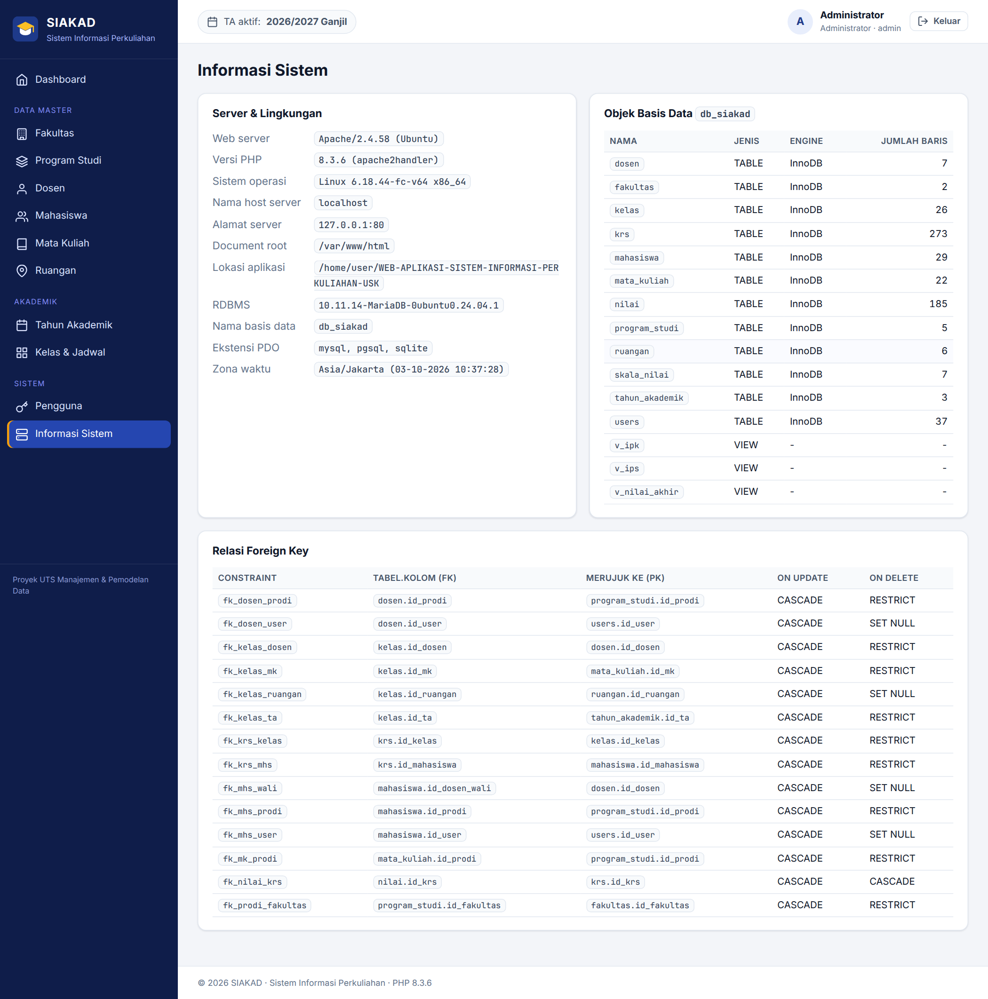 SIAKAD
Sistem Informasi Perkuliahan
Dashboard
DATA MASTER
Fakultas
Program Studi
Dosen
Mahasiswa
Mata Kuliah
Ruangan
AKADEMIK
Tahun Akademik
Kelas & Jadwal
SISTEM
Pengguna
Informasi Sistem
Proyek UTS Manajemen & Pemodelan
Data
TA aktif: 2026/2027 Ganjil
A
Administrator
Administrator · admin
Keluar
Informasi Sistem
Server & Lingkungan
Web server Apache/2.4.58 (Ubuntu)
Versi PHP 8.3.6 (apache2handler)
Sistem operasi Linux 6.18.44-fc-v64 x86_64
Nama host server localhost
Alamat server 127.0.0.1:80
Document root /var/www/html
Lokasi aplikasi /home/user/WEB-APLIKASI-SISTEM-INFORMASI-PER
KULIAHAN-USK
RDBMS 10.11.14-MariaDB-0ubuntu0.24.04.1
Nama basis data db_siakad
Ekstensi PDO mysql, pgsql, sqlite
Zona waktu Asia/Jakarta (03-10-2026 10:37:28)
Objek Basis Data db_siakad
NAMA JENIS ENGINE JUMLAH BARIS
dosen TABLE InnoDB 7
fakultas TABLE InnoDB 2
kelas TABLE InnoDB 26
krs TABLE InnoDB 273
mahasiswa TABLE InnoDB 29
mata_kuliah TABLE InnoDB 22
nilai TABLE InnoDB 185
program_studi TABLE InnoDB 5
ruangan TABLE InnoDB 6
skala_nilai TABLE InnoDB 7
tahun_akademik TABLE InnoDB 3
users TABLE InnoDB 37
v_ipk VIEW - -
v_ips VIEW - -
v_nilai_akhir VIEW - -
Relasi Foreign Key
CONSTRAINT TABEL.KOLOM (FK) MERUJUK KE (PK) ON UPDATE ON DELETE
fk_dosen_prodi dosen.id_prodi program_studi.id_prodi CASCADE RESTRICT
fk_dosen_user dosen.id_user users.id_user CASCADE SET NULL
fk_kelas_dosen kelas.id_dosen dosen.id_dosen CASCADE RESTRICT
fk_kelas_mk kelas.id_mk mata_kuliah.id_mk CASCADE RESTRICT
fk_kelas_ruangan kelas.id_ruangan ruangan.id_ruangan CASCADE SET NULL
fk_kelas_ta kelas.id_ta tahun_akademik.id_ta CASCADE RESTRICT
fk_krs_kelas krs.id_kelas kelas.id_kelas CASCADE RESTRICT
fk_krs_mhs krs.id_mahasiswa mahasiswa.id_mahasiswa CASCADE RESTRICT
fk_mhs_wali mahasiswa.id_dosen_wali dosen.id_dosen CASCADE SET NULL
fk_mhs_prodi mahasiswa.id_prodi program_studi.id_prodi CASCADE RESTRICT
fk_mhs_user mahasiswa.id_user users.id_user CASCADE SET NULL
fk_mk_prodi mata_kuliah.id_prodi program_studi.id_prodi CASCADE RESTRICT
fk_nilai_krs nilai.id_krs krs.id_krs CASCADE CASCADE
fk_prodi_fakultas program_studi.id_fakultas fakultas.id_fakultas CASCADE RESTRICT
© 2026 SIAKAD · Sistem Informasi Perkuliahan · PHP 8.3.6